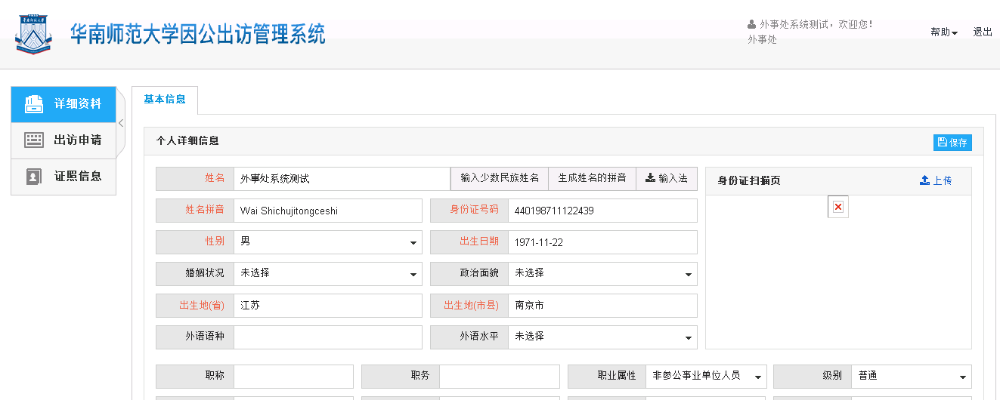 华南师范大学因公出访管理系统
外事处系统测试，欢迎您！
外事处
帮助
退出
详细资料
出访申请
证照信息
基本信息
个人详细信息
保存
姓名 外事处系统测试 输入少数民族姓名 生成姓名的拼音 输入法
身份证扫描页 上传
姓名拼音 Wai Shichujitongceshi 身份证号码 440198711122439
性别 男 出生日期 1971-11-22
婚姻状况 未选择 政治面貌 未选择
出生地(省) 江苏 出生地(市县) 南京市
外语语种 外语水平 未选择
职称 职务 职业属性 非参公事业单位人员 级别 普通